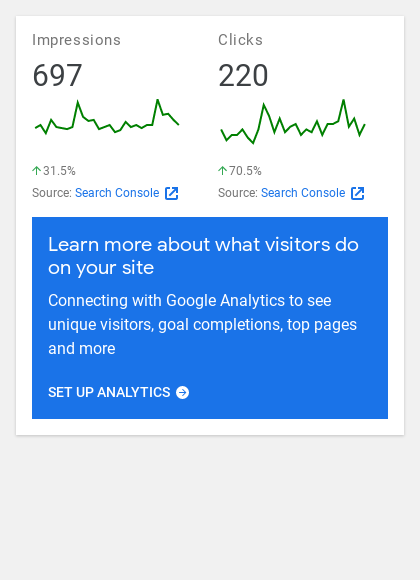 Impressions
Clicks
697
220
31.5%
70.5%
Source: Search Console
Source: Search Console
Learn more about what visitors do
on your site
Connecting with Google Analytics to see
unique visitors, goal completions, top pages
and more
SET UP ANALYTICS